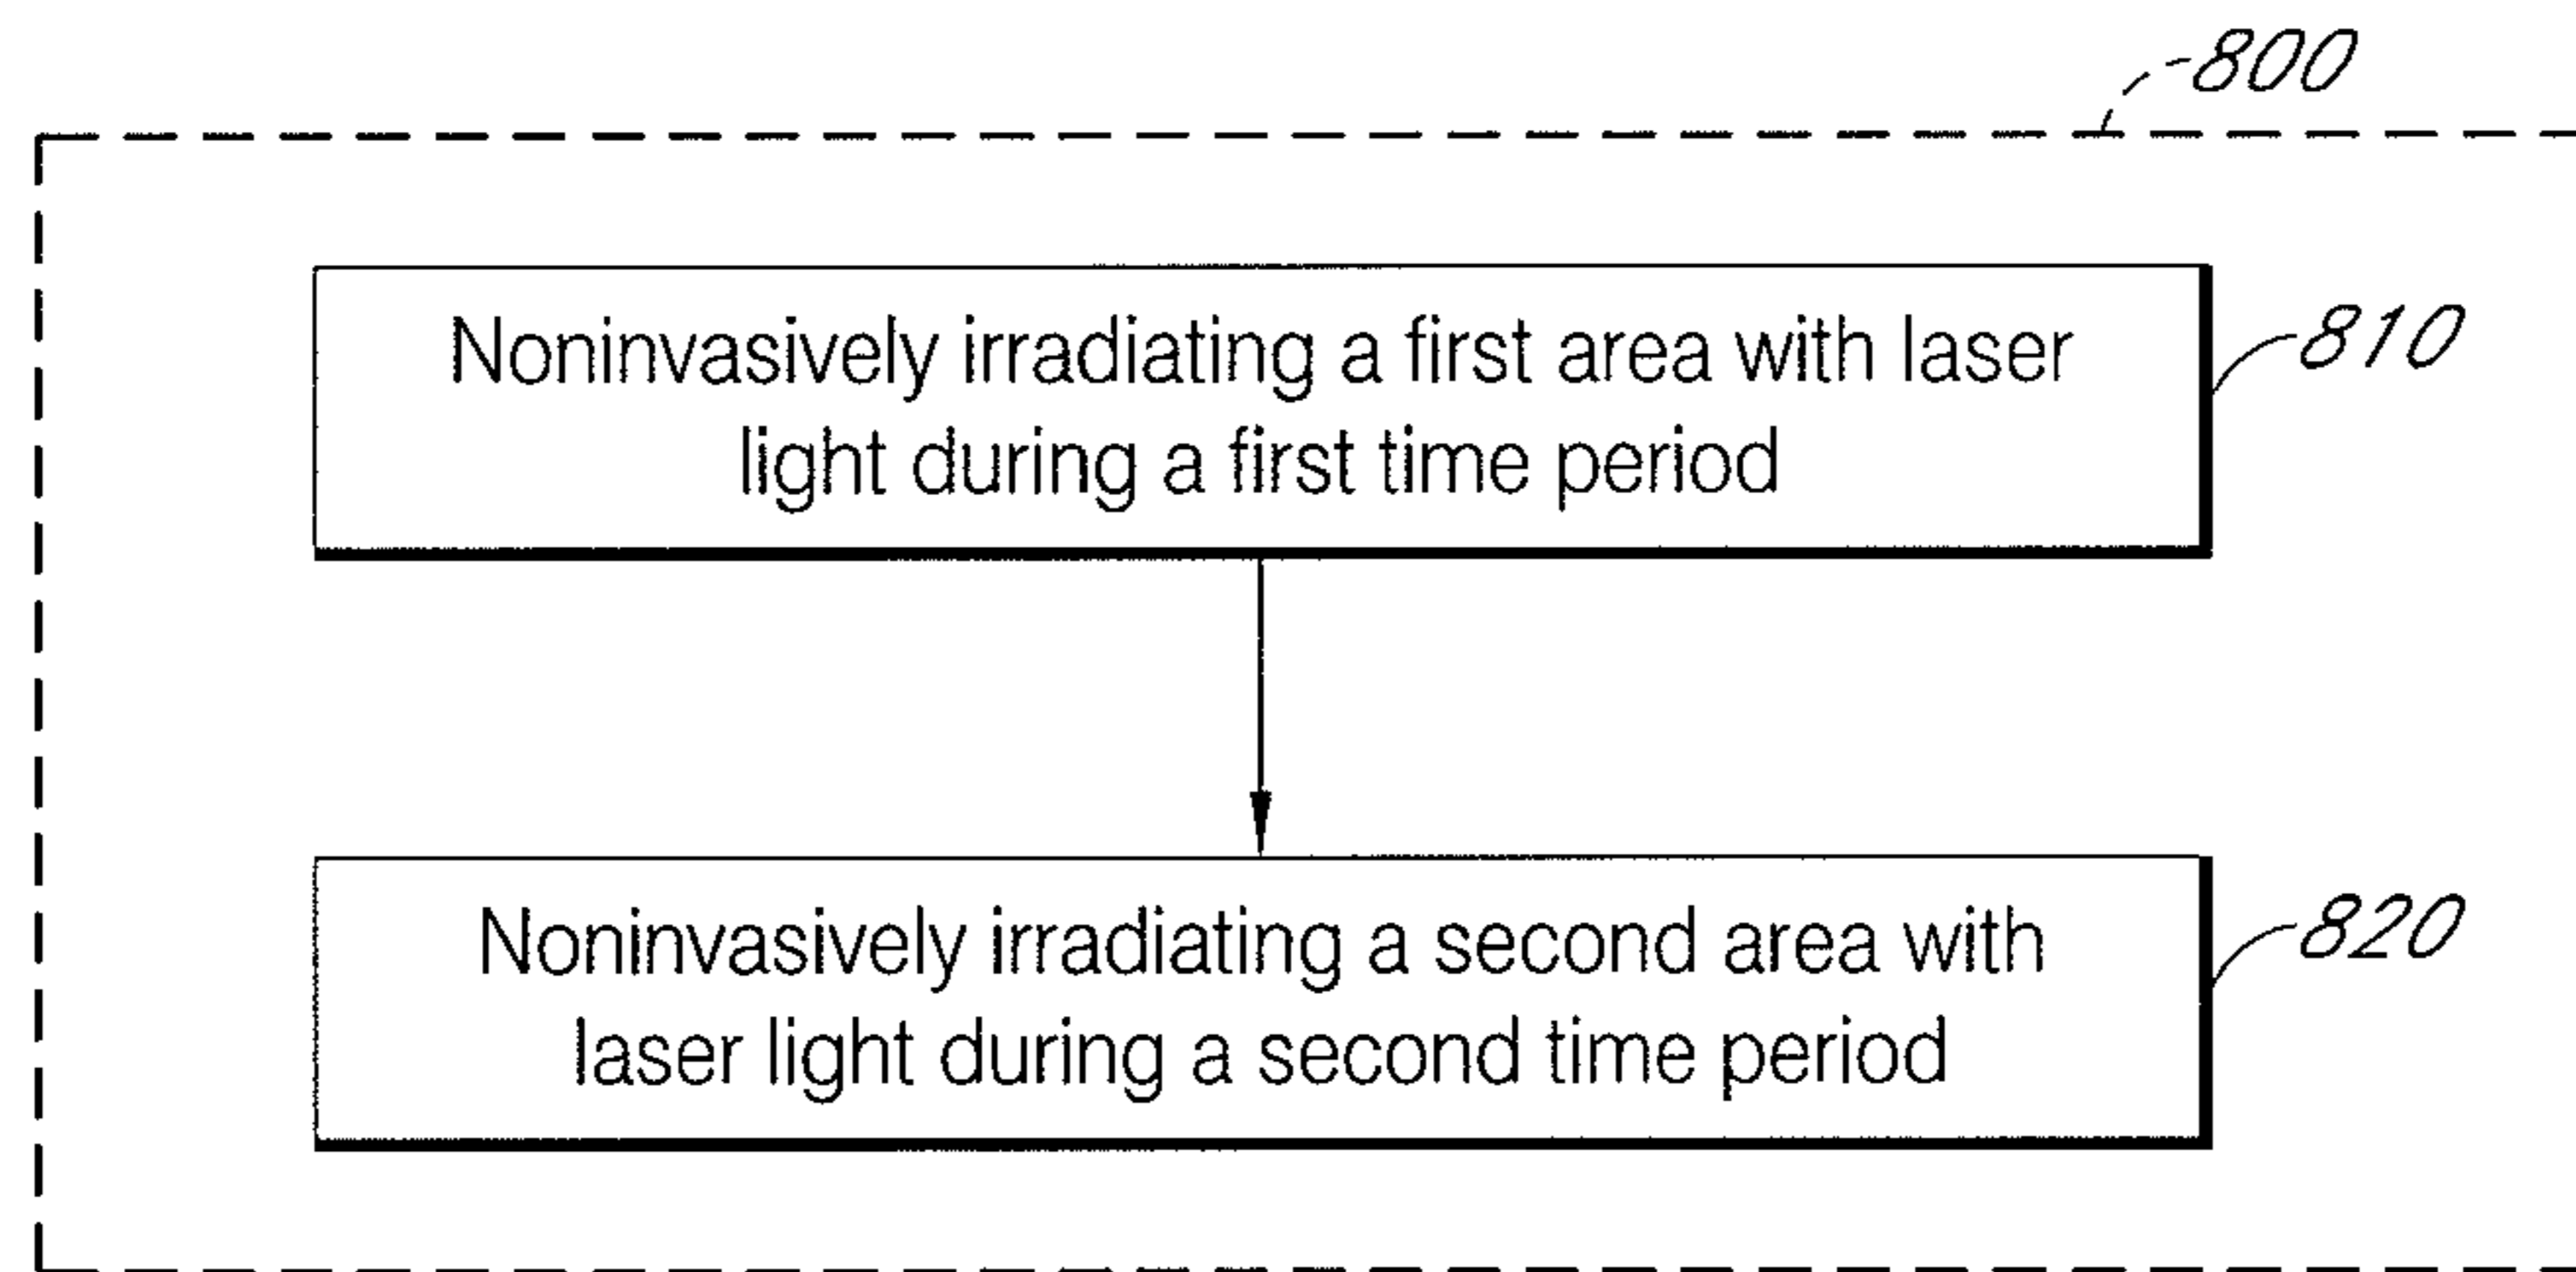 800
Noninvasively irradiating a first area with laser
light during a first time period
810
Noninvasively irradiating a second area with
laser light during a second time period
820